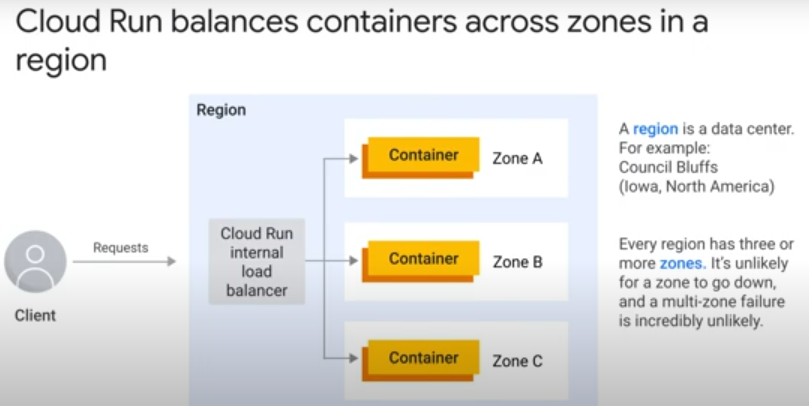 Cloud Run balances containers across zones in a
region
Region
A region is a data center.
For example:
Council Bluffs
(Iowa, North America)
Container
Zone A
Requests
Cloud Run
internal
load
balancer
Container
Zone B
Every region has three or
more zones. It's unlikely
for a zone to go down,
and a multi-zone failure
is incredibly unlikely.
Client
Container
Zone C